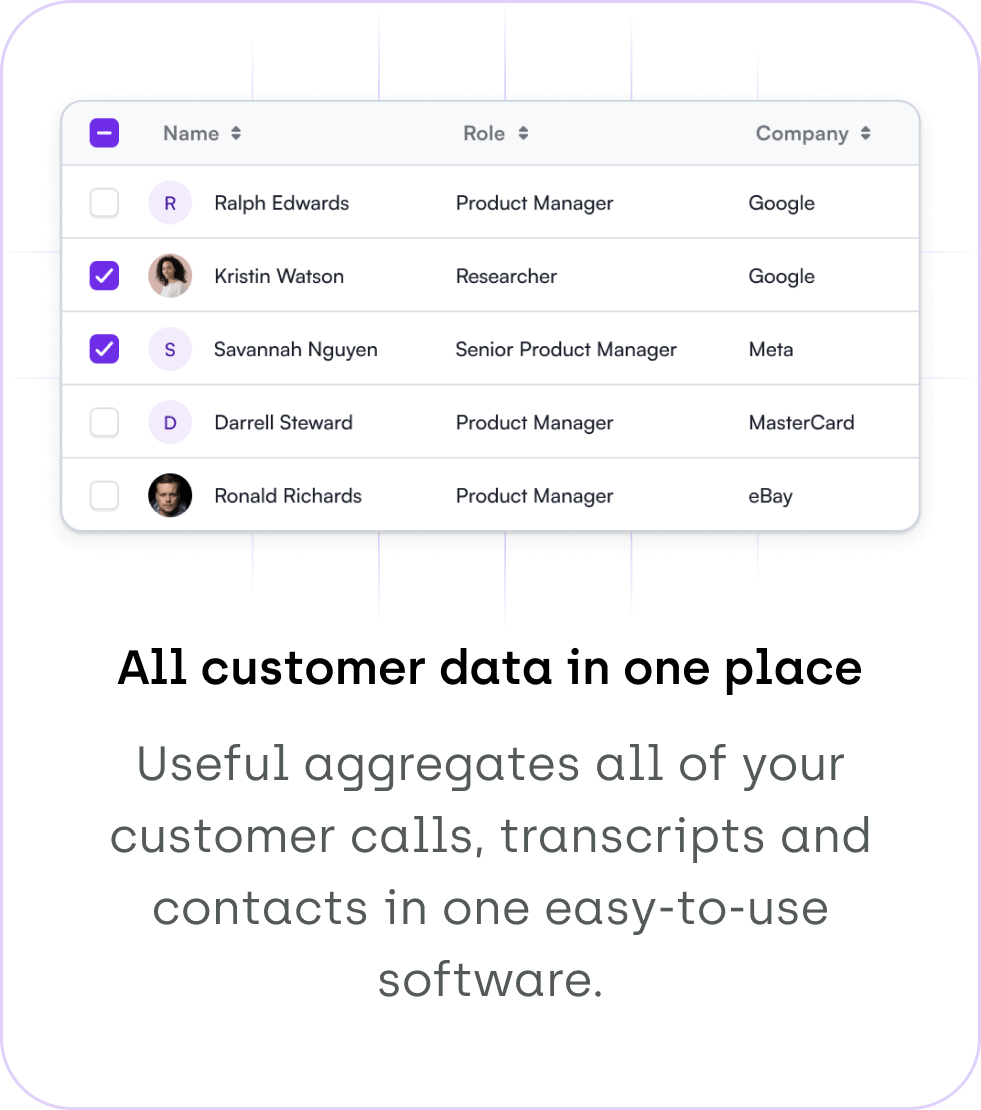 Name Role Company
R Ralph Edwards Product Manager Google
Kristin Watson Researcher Google
S Savannah Nguyen Senior Product Manager Meta
D Darrell Steward Product Manager MasterCard
Ronald Richards Product Manager eBay
All customer data in one place
Useful aggregates all of your
customer calls, transcripts and
contacts in one easy-to-use
software.